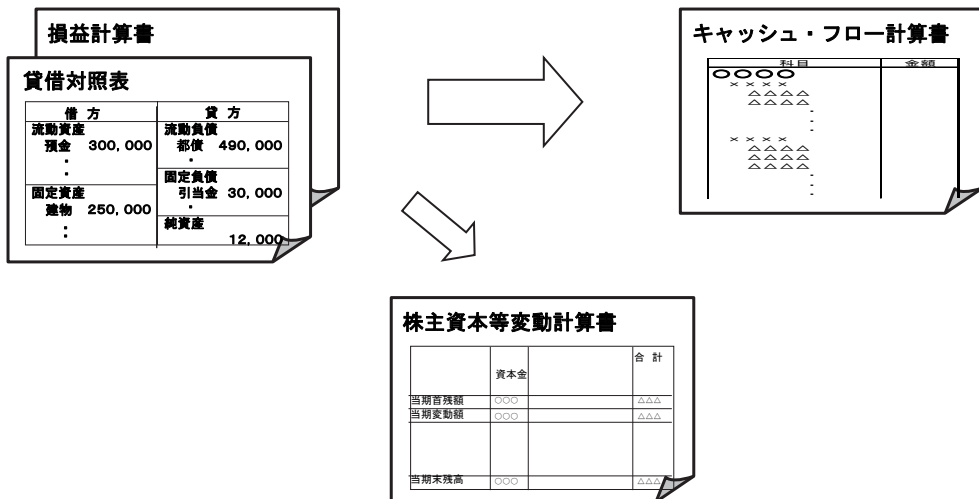 損益計算書
貸借対照表
借 方 貸 方
流動資産 流動負債
預金 300,000 都債 490,000
・ ・
・
固定負債
固定資産 引当金 30,000
建物 250,000 ・
・ 純資産
・ 12,000
キャッシュ・フロー計算書
科目 金額
○○○○
××××
△△△△
△△△△
・
・
・
××××
△△△△
△△△△
△△△△
・
・
・
株主資本等変動計算書
合 計
資本金
当期首残額 ○○○ △△△
当期変動額 ○○○ △△△
当期末残高 ○○○ △△△